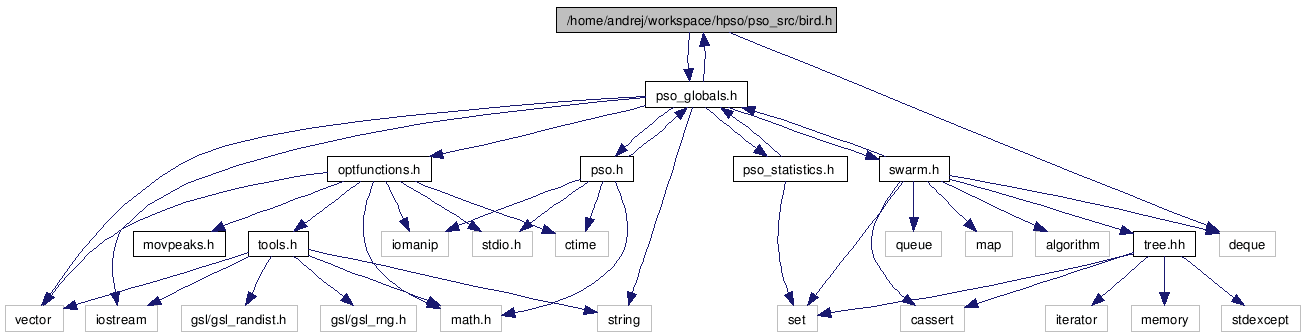 /home/andrej/workspace/hpso/pso_src/bird.h
pso_globals.h
optfunctions.h
pso.h
pso_statistics.h
swarm.h
movpeaks.h
tools.h
iomanip
stdio.h
ctime
queue
map
algorithm
tree.hh
deque
vector
iostream
gsl/gsl_randist.h
gsl/gsl_rng.h
math.h
string
set
cassert
iterator
memory
stdexcept